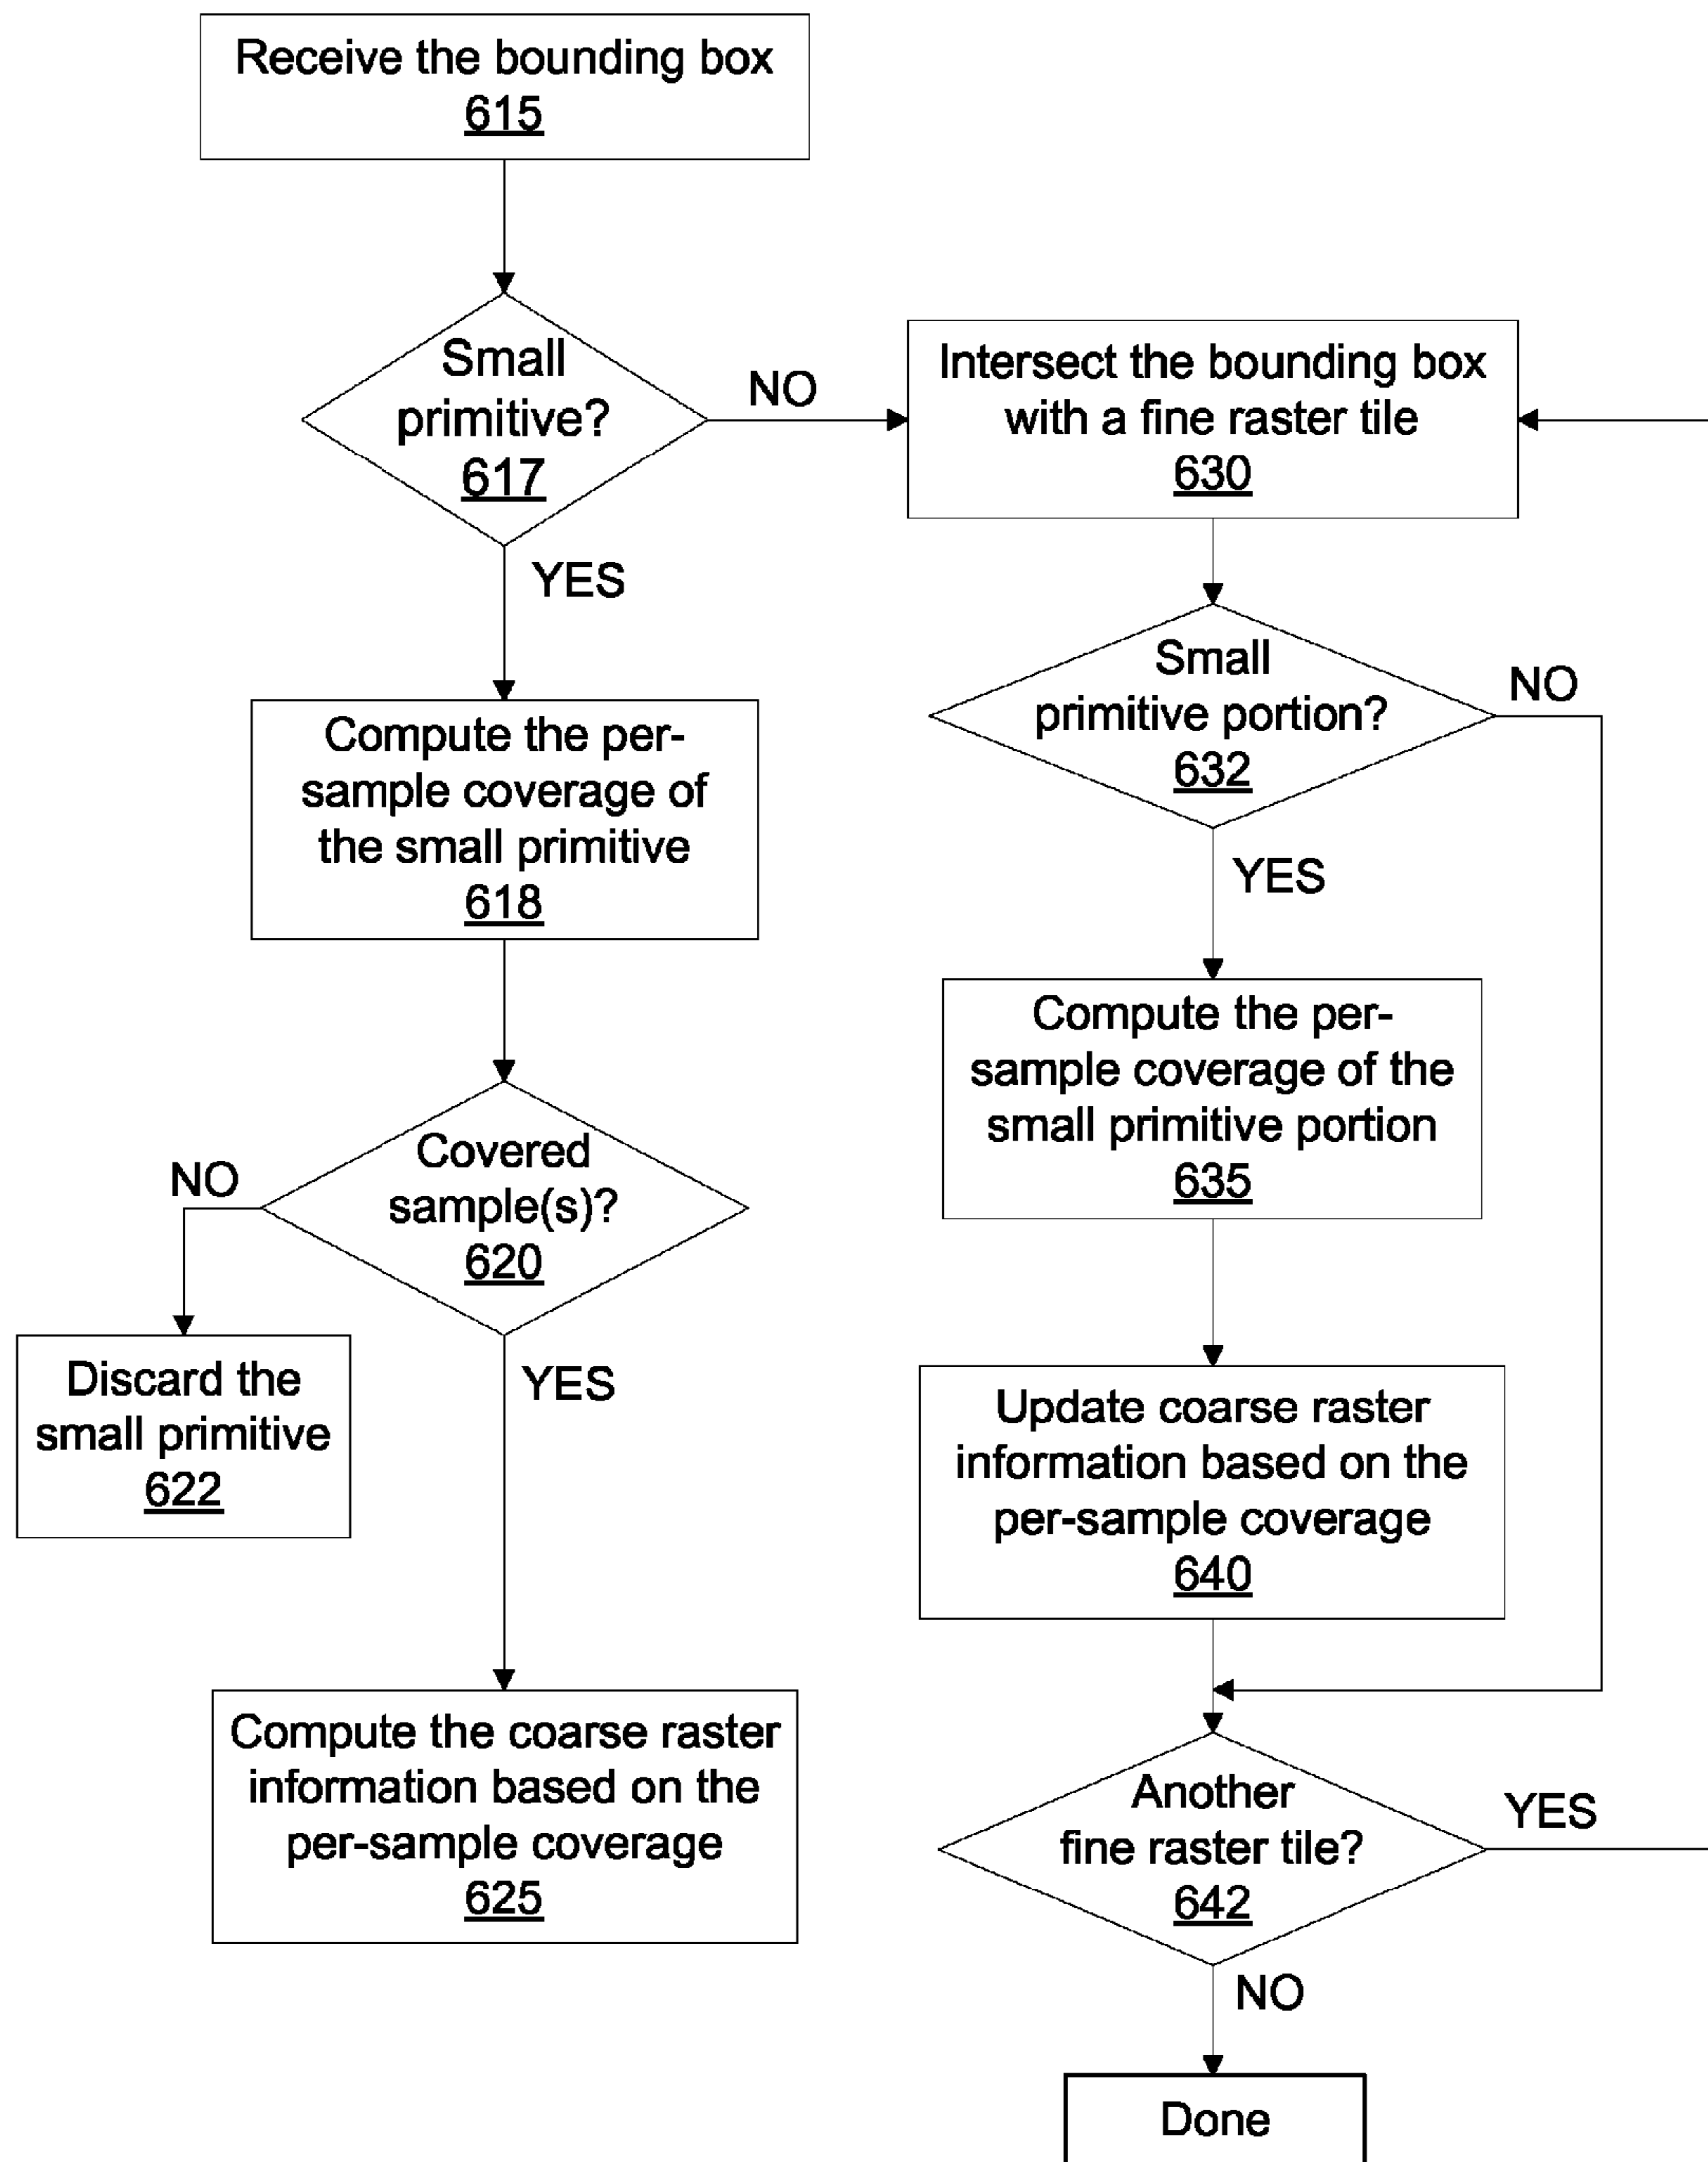 Receive the bounding box
615
Small
primitive?
617
NO
YES
Compute the per-
sample coverage of
the small primitive
618
Covered
sample(s)?
620
NO
Discard the
small primitive
622
YES
Compute the coarse raster
information based on the
per-sample coverage
625
Intersect the bounding box
with a fine raster tile
630
Small
primitive portion?
632
NO
YES
Compute the per-
sample coverage of the
small primitive portion
635
Update coarse raster
information based on the
per-sample coverage
640
Another
fine raster tile?
642
YES
NO
Done